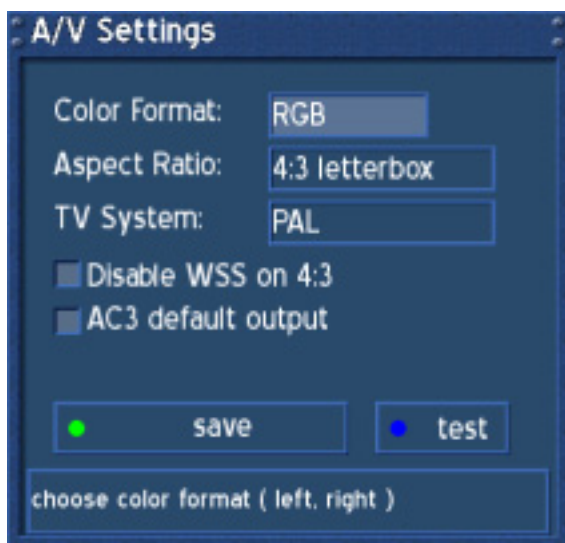 A/V Settings
Color Format: RGB
Aspect Ratio: 4:3 letterbox
TV System: PAL
Disable WSS on 4:3
AC3 default output
save test
choose color format ( left, right )